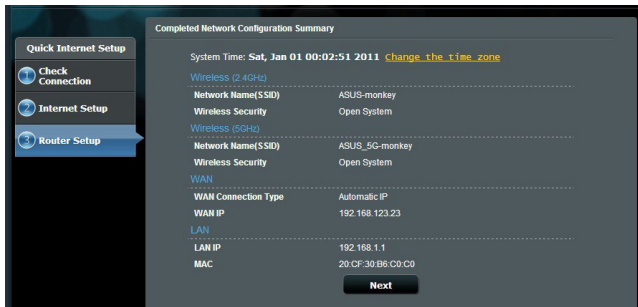 Completed Network Configuration Summary
Quick Internet Setup
1 Check
Connection
2 Internet Setup
3 Router Setup
System Time: Sat, Jan 01 00:02:51 2011 Change the time zone
Wireless (2.4GHz)
Network Name(SSID) ASUS-monkey
Wireless Security Open System
Wireless (5GHz)
Network Name(SSID) ASUS_5G-monkey
Wireless Security Open System
WAN
WAN Connection Type Automatic IP
WAN IP 192.168.123.23
LAN
LAN IP 192.168.1.1
MAC 20:CF:30:B6:C0:C0
Next